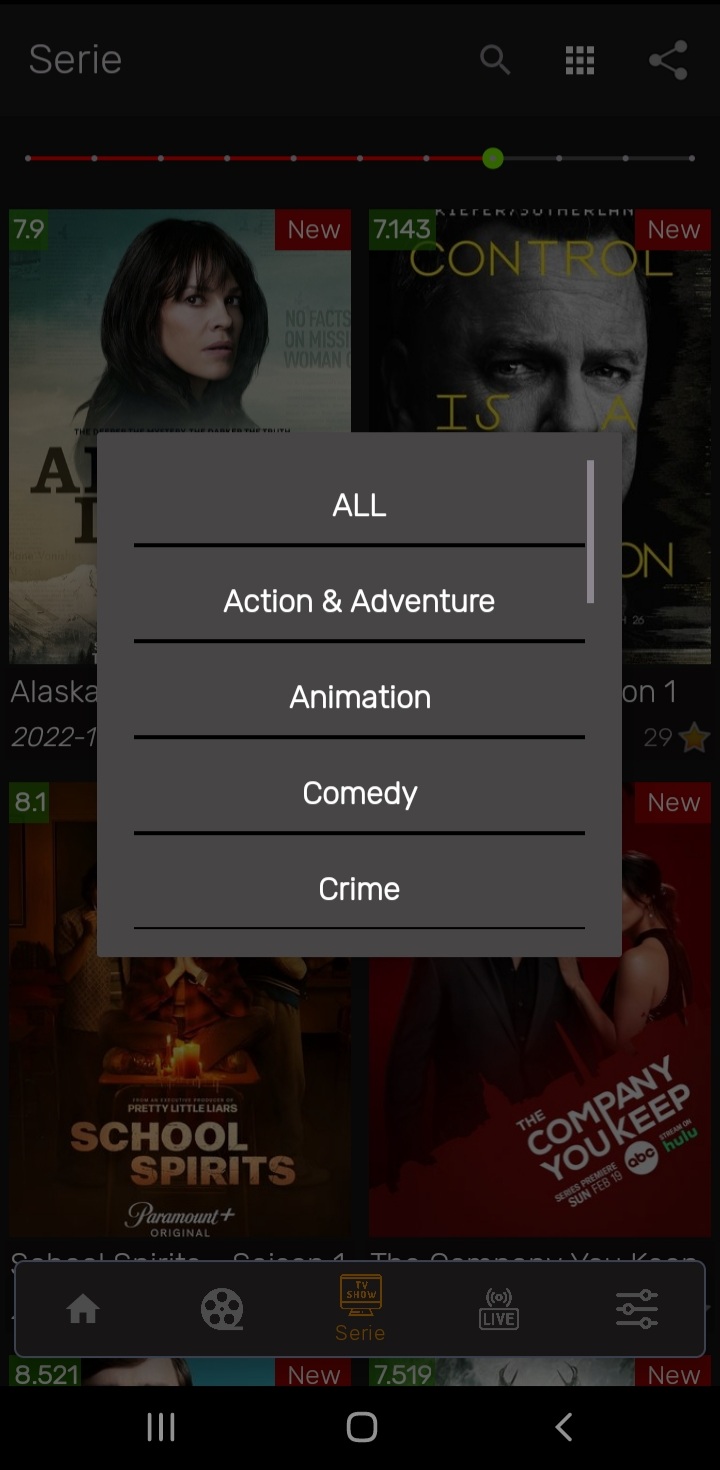 Serie
7.9
New
7.143
New
KIEFER/SUTHERLAN
CONTROL
NO FACTS
ON MISSI
WOMAN
THE DEEPER THE MYSTERY, THE DARKER THE TRUTH
IS A
ON
26
ALL
Action & Adventure
Animation
Comedy
Crime
Alaska
on 1
2022-1
29
8.1
New
FROM AN EXECUTIVE PRODUCER OF
PRETTY LITTLE LIARS
SCHOOL
SPIRITS
Paramount+
ORIGINAL
THE
COMPANY
YOU KEEP
SERIES PREMIERE
SUN FEB 19
abc
STREAM ON
hulu
School Spirits - Saison 1
The Company You Keep
TV
SHOW
LIVE
Serie
8.521
New
7.519
New